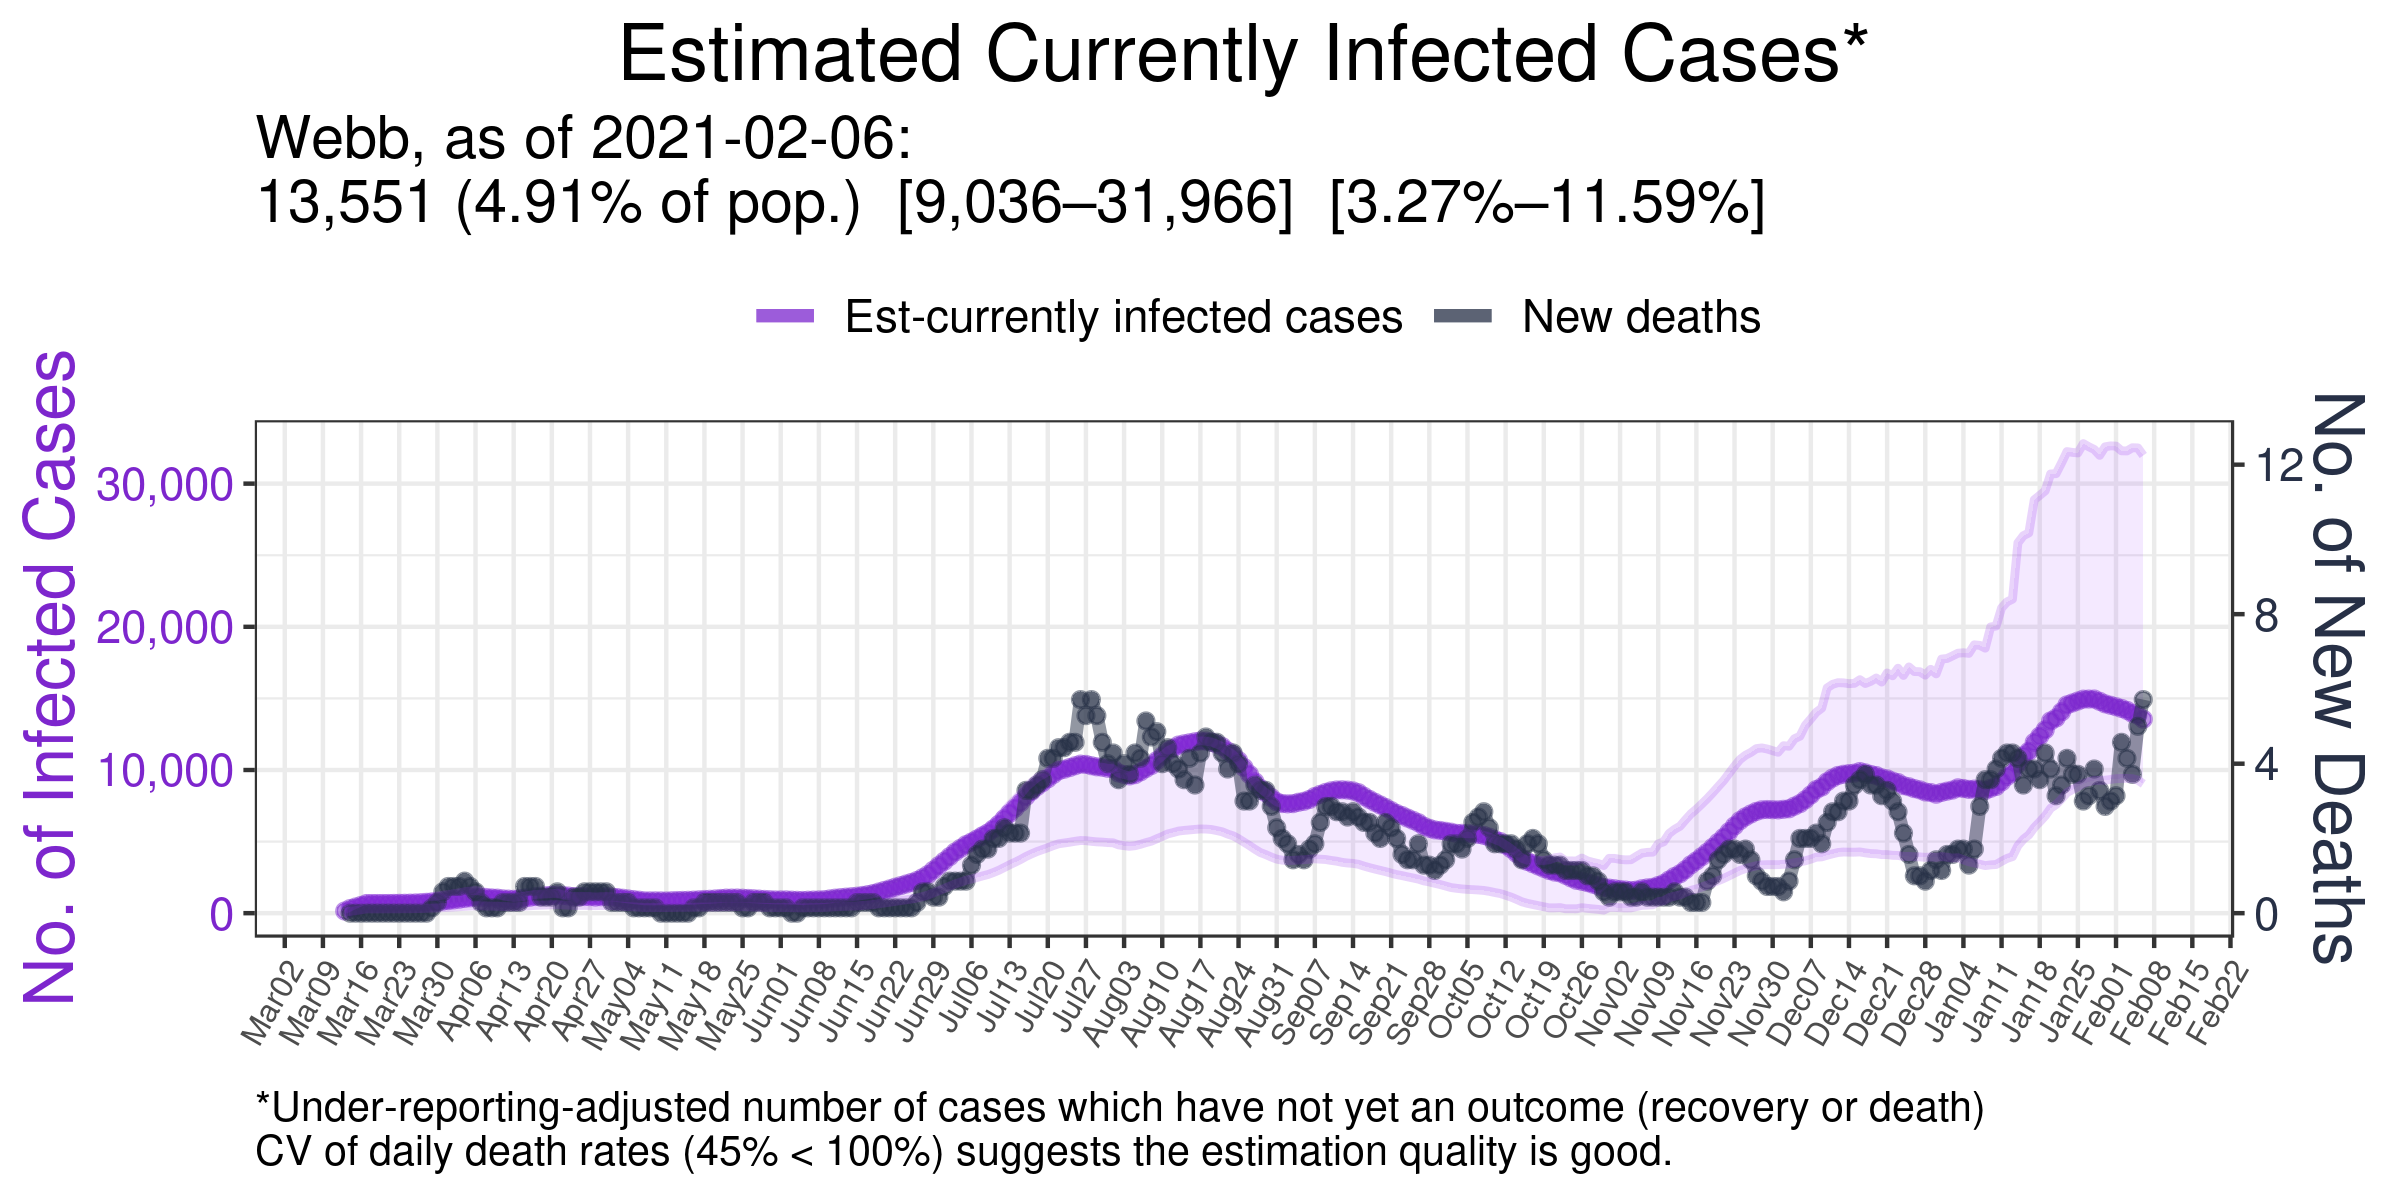 Estimated Currently Infected Cases*
Webb, as of 2021-02-06:
13,551 (4.91% of pop.) [9,036–31,966] [3.27%–11.59%]
Est-currently infected cases New deaths
No. of Infected Cases
30,000
20,000
10,000
0
12
8
4
0
No. of New Deaths
Mar02 Mar09 Mar16 Mar23 Mar30 Apr06 Apr13 Apr20 Apr27 May04 May11 May18 May25 Jun01 Jun08 Jun15 Jun22 Jun29 Jul06 Jul13 Jul20 Jul27 Aug03 Aug10 Aug17 Aug24 Aug31 Sep07 Sep14 Sep21 Sep28 Oct05 Oct12 Oct19 Oct26 Nov02 Nov09 Nov16 Nov23 Nov30 Dec07 Dec14 Dec21 Dec28 Jan04 Jan11 Jan18 Jan25 Feb01 Feb08 Feb15 Feb22
*Under-reporting-adjusted number of cases which have not yet an outcome (recovery or death)
CV of daily death rates (45% < 100%) suggests the estimation quality is good.